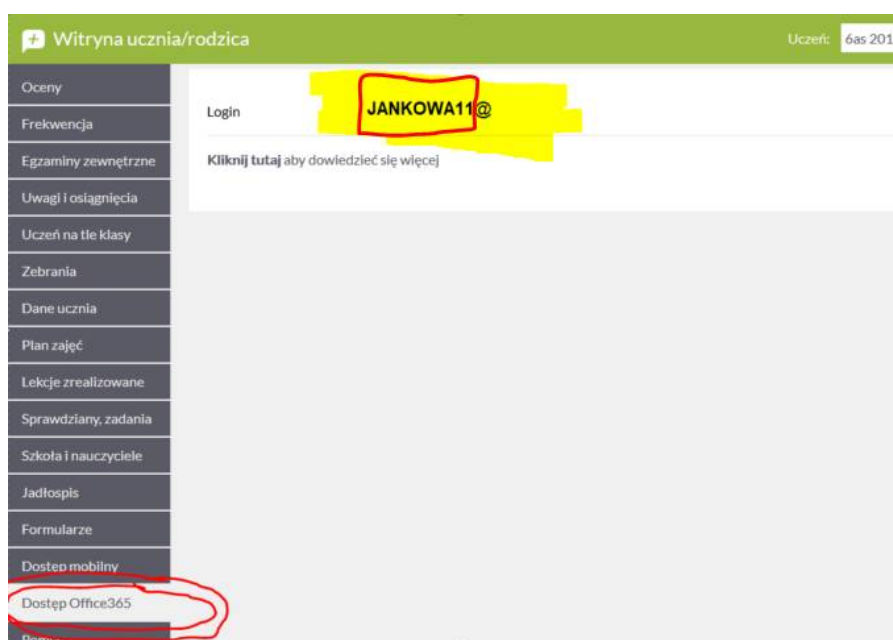 Witryna ucznia/rodzica
Uczeń: 6as 201
Oceny
Frekwencja
Egzaminy zewnętrzne
Uwagi i osiągnięcia
Uczeń na tle klasy
Zebrania
Dane ucznia
Plan zajęć
Lekcje zrealizowane
Sprawdziany, zadania
Szkoła i nauczyciele
Jadłospis
Formularze
Dostęp mobilny
Dostęp Office365
Login JANKOWA11@
Kliknij tutaj aby dowiedzieć się więcej